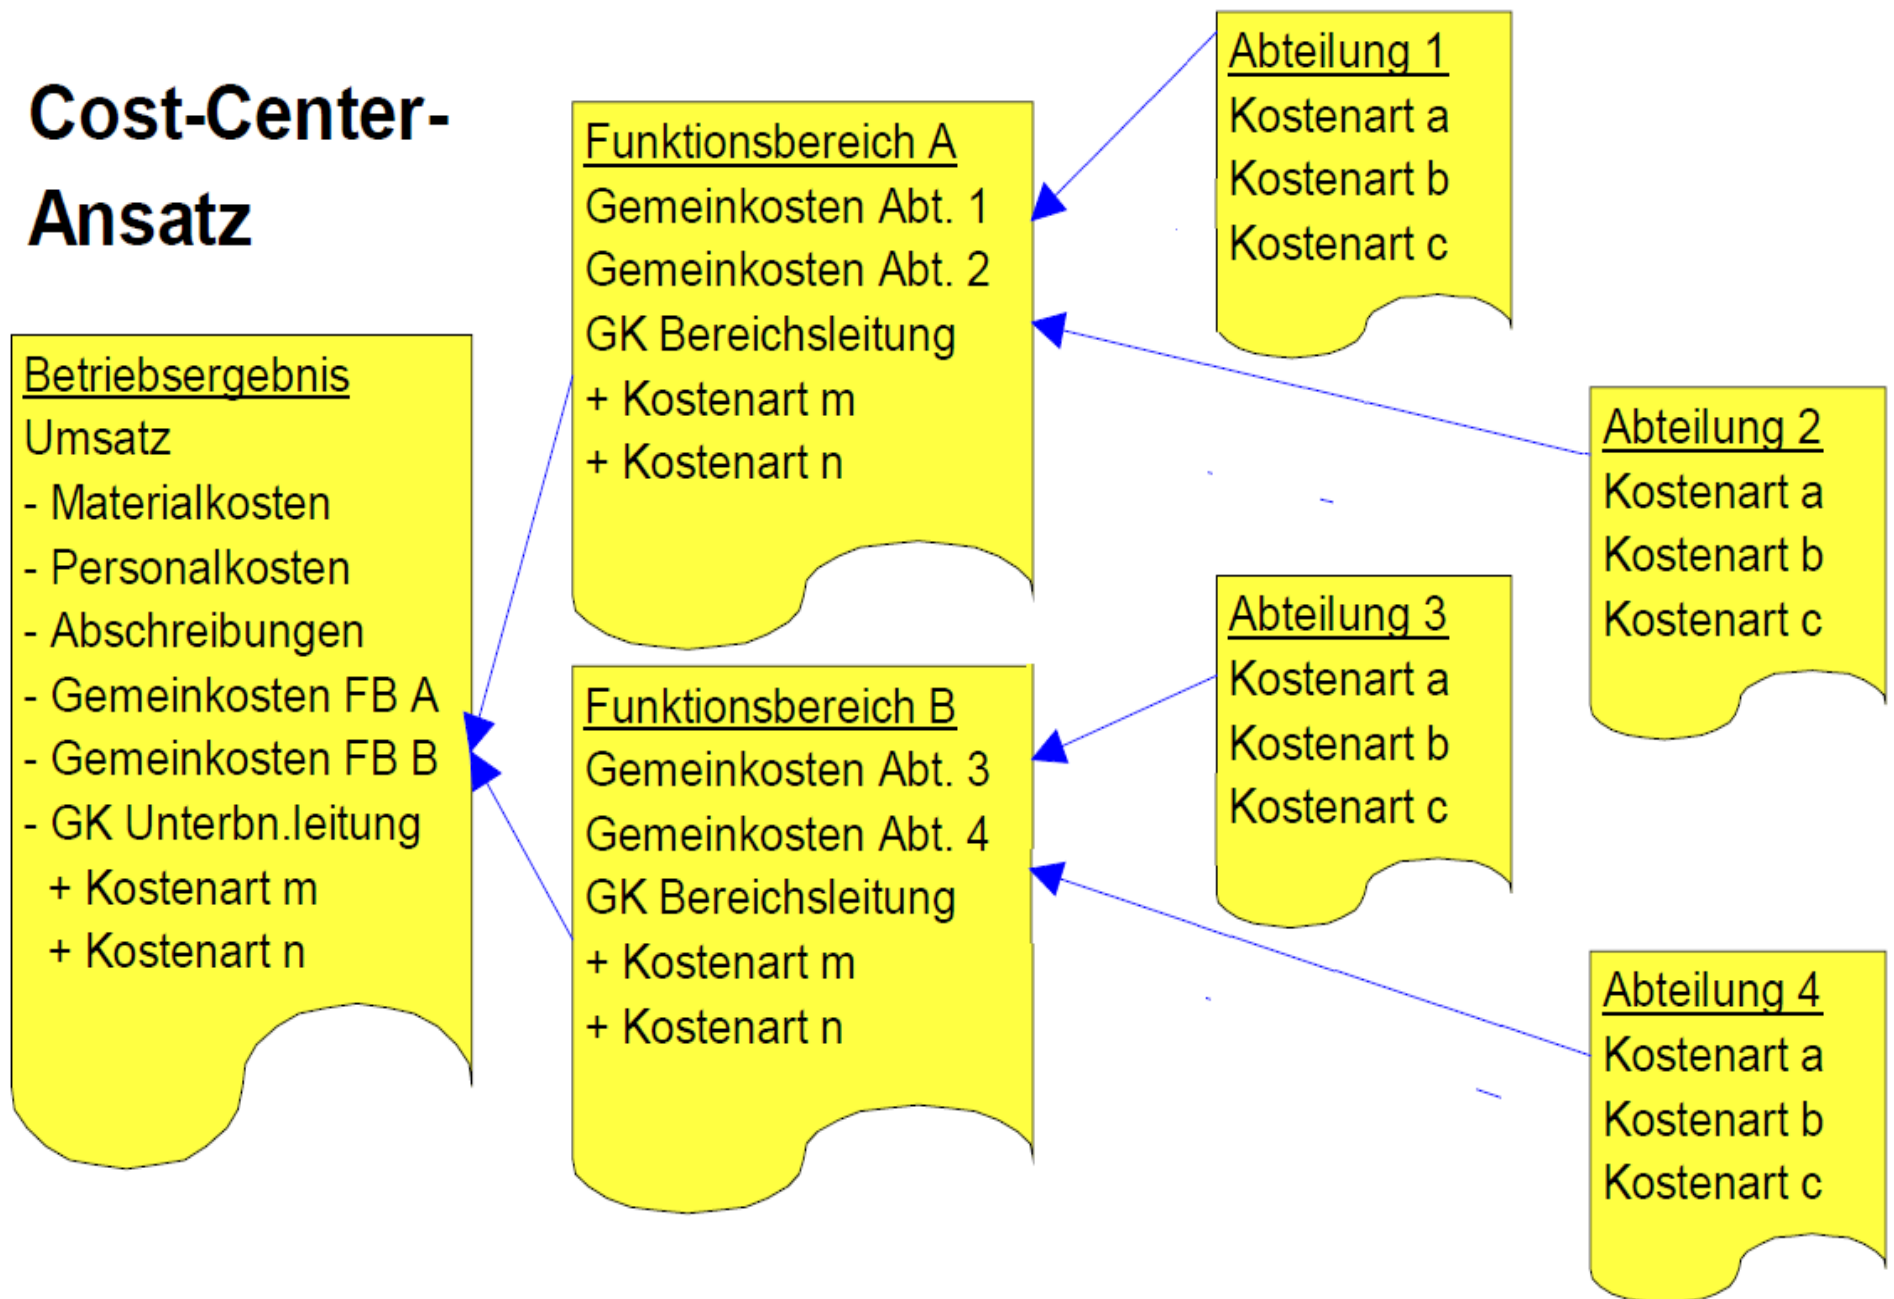 Cost-Center-
Ansatz
Betriebsergebnis
Umsatz
- Materialkosten
- Personalkosten
- Abschreibungen
- Gemeinkosten FB A
- Gemeinkosten FB B
- GK Unterbn.leitung
+ Kostenart m
+ Kostenart n
Funktionsbereich A
Gemeinkosten Abt. 1
Gemeinkosten Abt. 2
GK Bereichsleitung
+ Kostenart m
+ Kostenart n
Funktionsbereich B
Gemeinkosten Abt. 3
Gemeinkosten Abt. 4
GK Bereichsleitung
+ Kostenart m
+ Kostenart n
Abteilung 1
Kostenart a
Kostenart b
Kostenart c
Abteilung 2
Kostenart a
Kostenart b
Kostenart c
Abteilung 3
Kostenart a
Kostenart b
Kostenart c
Abteilung 4
Kostenart a
Kostenart b
Kostenart c